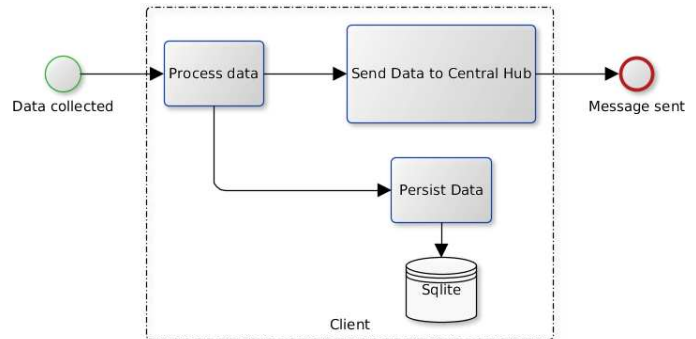 Process data
Send Data to Central Hub
Data collected
Message sent
Persist Data
Sqlite
Client